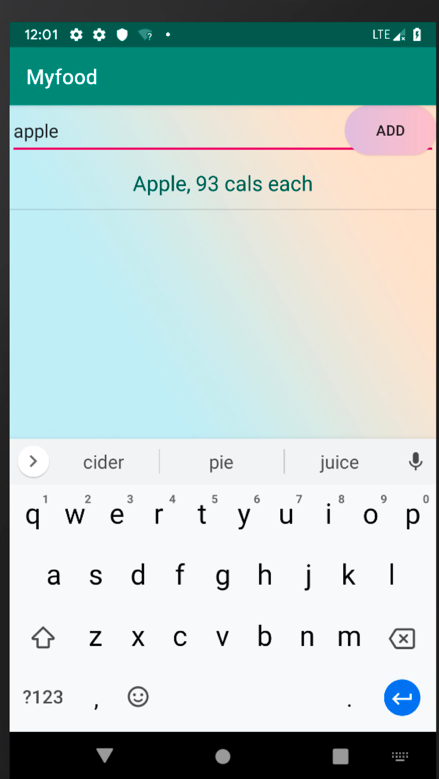 12:01 LTE
Myfood
apple ADD
Apple, 93 cals each
cider pie juice
1 2 3 4 5 6 7 8 9 0
q w e r t y u i o p
a s d f g h j k l
z x c v b n m
?123 , .